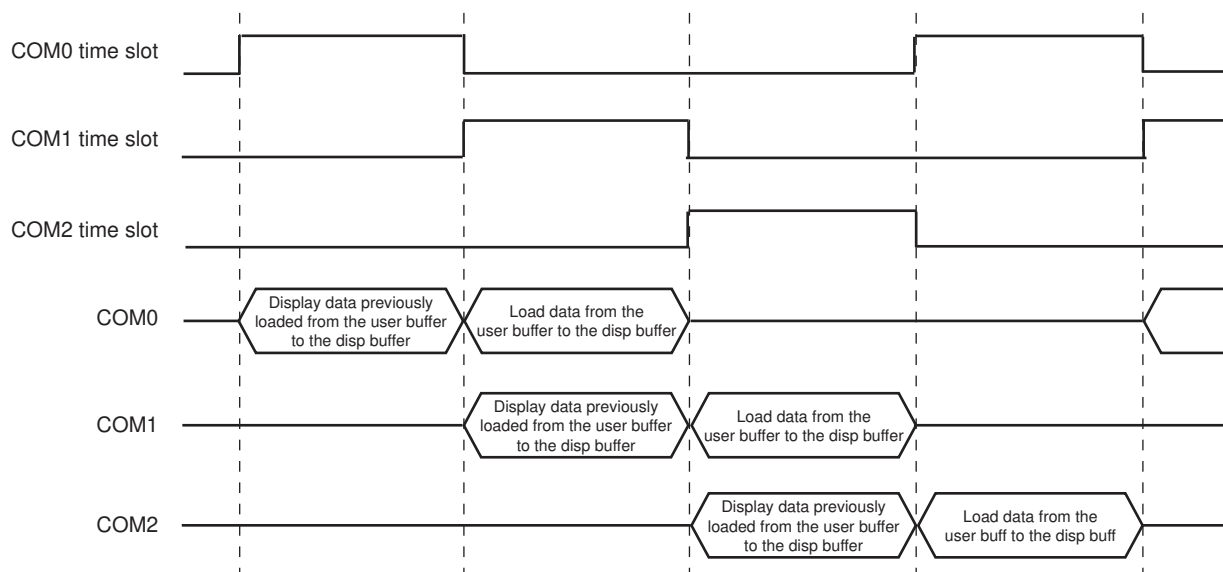 COM0 time slot
COM1 time slot
COM2 time slot
COM0
Display data previously
loaded from the user buffer
to the disp buffer
Load data from the
user buffer to the disp buffer
COM1
Display data previously
loaded from the user buffer
to the disp buffer
Load data from the
user buffer to the disp buffer
COM2
Display data previously
loaded from the user buffer
to the disp buffer
Load data from the
user buff to the disp buff